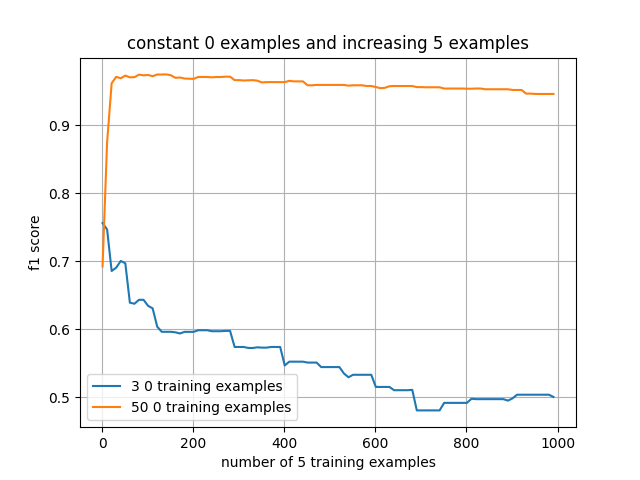 constant 0 examples and increasing 5 examples
f1 score
0.9
0.8
0.7
0.6
0.5
3 0 training examples
50 0 training examples
0 200 400 600 800 1000
number of 5 training examples